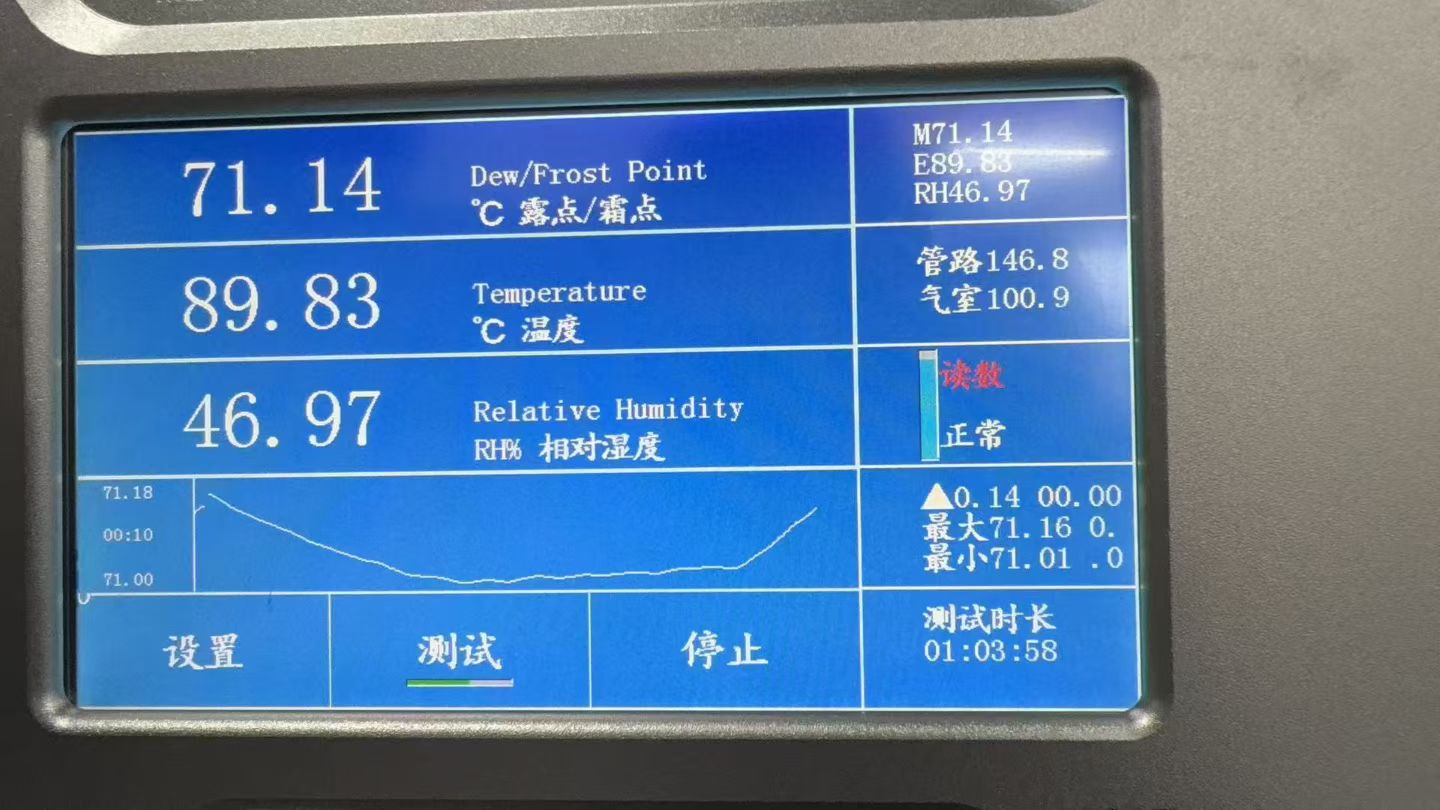 71.14
Dew/Frost Point
℃ 露点/霜点
89.83
Temperature
℃ 温度
46.97
Relative Humidity
RH% 相对湿度
71.18
00:10
71.00
设置
测试
停止
M71.14
E89.83
RH46.97
管路146.8
气室100.9
读数
正常
▲0.14 00.00
最大71.16 0.
最小71.01 .0
测试时长
01:03:58